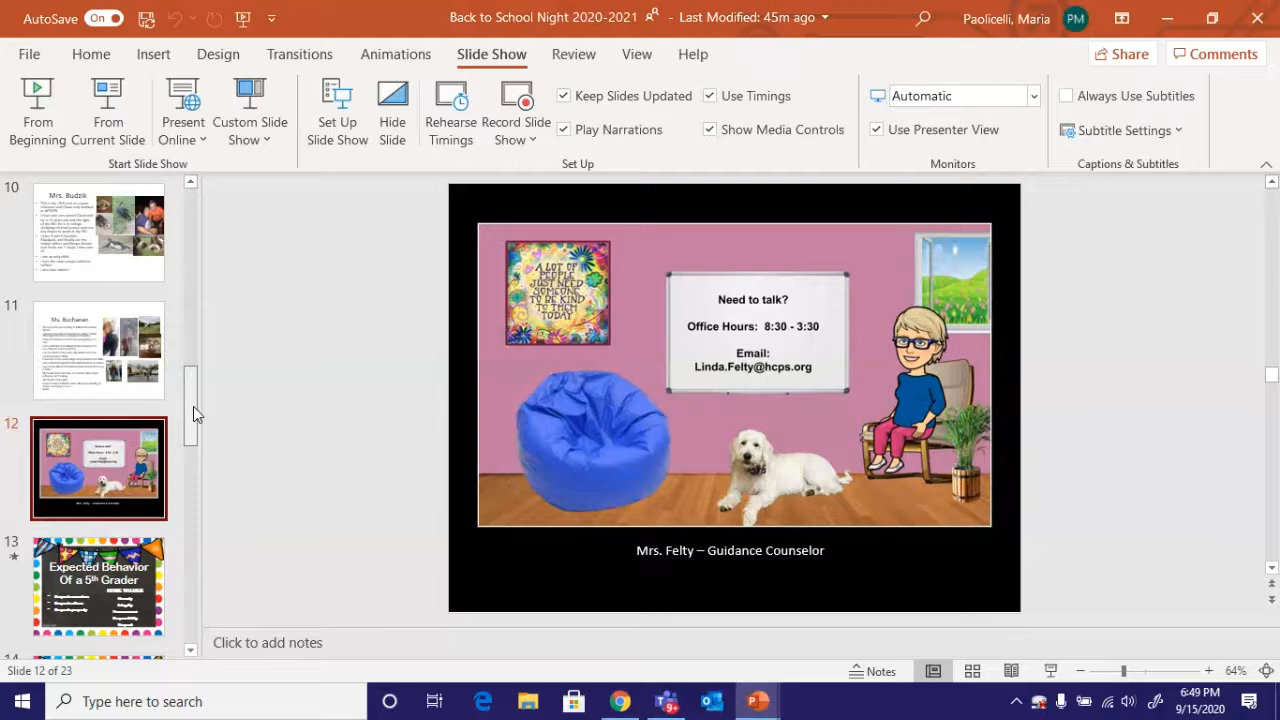 AutoSave On Back to School Night 2020-2021 - Last Modified: 45m ago Paolicelli, Maria PM
File Home Insert Design Transitions Animations Slide Show Review View Help Share Comments
From Beginning
From Current Slide
Present Online
Custom Slide Show
Start Slide Show
Set Up Slide Show
Hide Slide
Rehearse Timings
Record Slide Show
Keep Slides Updated
Play Narrations
Use Timings
Show Media Controls
Set Up
Automatic
Use Presenter View
Monitors
Always Use Subtitles
Subtitle Settings
Captions & Subtitles
10
Mrs. Budzik
11
Ms. Buchanan
12
13
Expected Behavior
Of a 5th Grader
14
A LOT OF
PEOPLE
JUST NEED
SOMEONE
TO BE KIND
TO THEM
TODAY
Need to talk?
Office Hours: 8:30 - 3:30
Email:
Linda.Felty@hcps.org
Mrs. Felty – Guidance Counselor
Click to add notes
Slide 12 of 23 Notes 64%
Type here to search
9+
6:49 PM
9/15/2020